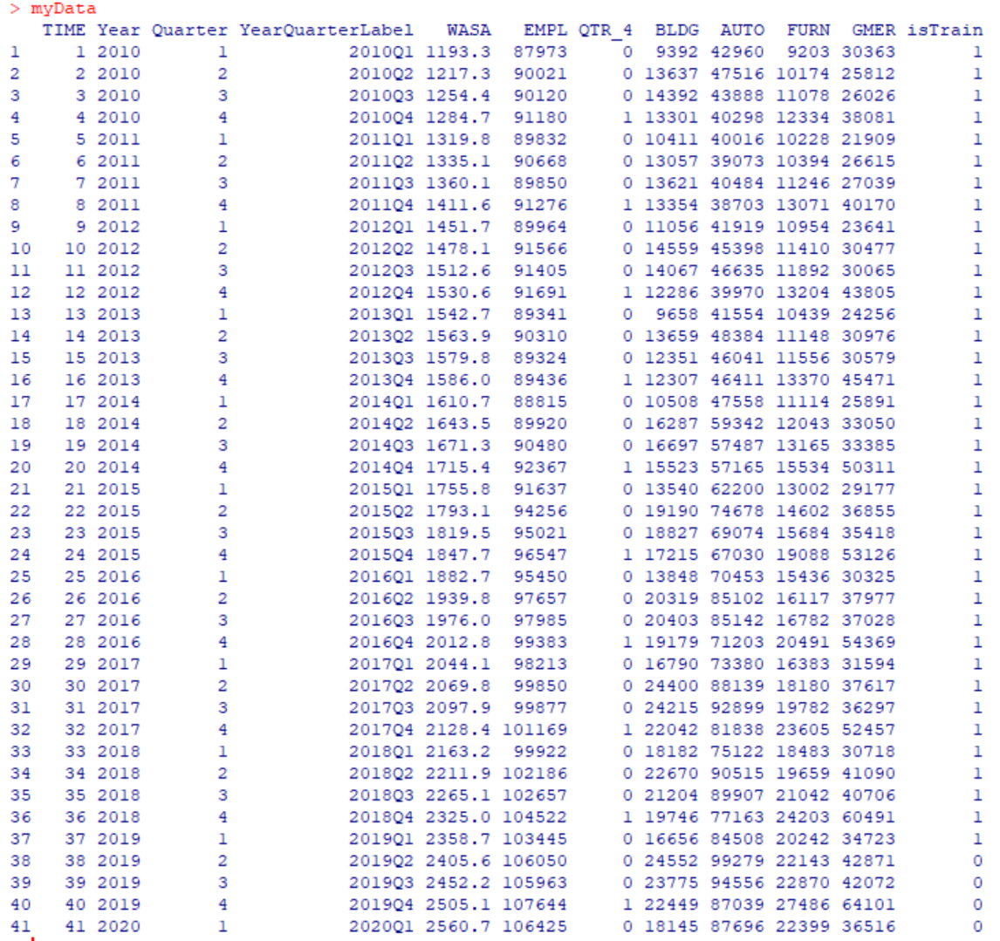 > myData
TIME Year Quarter YearQuarterLabel WASA EMPL QTR_4 BLDG AUTO FURN GMER isTrain
1 1 2010 1 2010Q1 1193.3 87973 0 9392 42960 9203 30363 1
2 2 2010 2 2010Q2 1217.3 90021 0 13637 47516 10174 25812 1
3 3 2010 3 2010Q3 1254.4 90120 0 14392 43888 11078 26026 1
4 4 2010 4 2010Q4 1284.7 91180 1 13301 40298 12334 38081 1
5 5 2011 1 2011Q1 1319.8 89832 0 10411 40016 10228 21909 1
6 6 2011 2 2011Q2 1335.1 90668 0 13057 39073 10394 26615 1
7 7 2011 3 2011Q3 1360.1 89850 0 13621 40484 11246 27039 1
8 8 2011 4 2011Q4 1411.6 91276 1 13354 38703 13071 40170 1
9 9 2012 1 2012Q1 1451.7 89964 0 11056 41919 10954 23641 1
10 10 2012 2 2012Q2 1478.1 91566 0 14559 45398 11410 30477 1
11 11 2012 3 2012Q3 1512.6 91405 0 14067 46635 11892 30065 1
12 12 2012 4 2012Q4 1530.6 91691 1 12286 39970 13204 43805 1
13 13 2013 1 2013Q1 1542.7 89341 0 9658 41554 10439 24256 1
14 14 2013 2 2013Q2 1563.9 90310 0 13659 48384 11148 30976 1
15 15 2013 3 2013Q3 1579.8 89324 0 12351 46041 11556 30579 1
16 16 2013 4 2013Q4 1586.0 89436 1 12307 46411 13370 45471 1
17 17 2014 1 2014Q1 1610.7 88815 0 10508 47558 11114 25891 1
18 18 2014 2 2014Q2 1643.5 89920 0 16287 59342 12043 33050 1
19 19 2014 3 2014Q3 1671.3 90480 0 16697 57487 13165 33385 1
20 20 2014 4 2014Q4 1715.4 92367 1 15523 57165 15534 50311 1
21 21 2015 1 2015Q1 1755.8 91637 0 13540 62200 13002 29177 1
22 22 2015 2 2015Q2 1793.1 94256 0 19190 74678 14602 36855 1
23 23 2015 3 2015Q3 1819.5 95021 0 18827 69074 15684 35418 1
24 24 2015 4 2015Q4 1847.7 96547 1 17215 67030 19088 53126 1
25 25 2016 1 2016Q1 1882.7 95450 0 13848 70453 15436 30325 1
26 26 2016 2 2016Q2 1939.8 97657 0 20319 85102 16117 37977 1
27 27 2016 3 2016Q3 1976.0 97985 0 20403 85142 16782 37028 1
28 28 2016 4 2016Q4 2012.8 99383 1 19179 71203 20491 54369 1
29 29 2017 1 2017Q1 2044.1 98213 0 16790 73380 16383 31594 1
30 30 2017 2 2017Q2 2069.8 99850 0 24400 88139 18180 37617 1
31 31 2017 3 2017Q3 2097.9 99877 0 24215 92899 19782 36297 1
32 32 2017 4 2017Q4 2128.4 101169 1 22042 81838 23605 52457 1
33 33 2018 1 2018Q1 2163.2 99922 0 18182 75122 18483 30718 1
34 34 2018 2 2018Q2 2211.9 102186 0 22670 90515 19659 41090 1
35 35 2018 3 2018Q3 2265.1 102657 0 21204 89907 21042 40706 1
36 36 2018 4 2018Q4 2325.0 104522 1 19746 77163 24203 60491 1
37 37 2019 1 2019Q1 2358.7 103445 0 16656 84508 20242 34723 1
38 38 2019 2 2019Q2 2405.6 106050 0 24552 99279 22143 42871 0
39 39 2019 3 2019Q3 2452.2 105963 0 23775 94556 22870 42072 0
40 40 2019 4 2019Q4 2505.1 107644 1 22449 87039 27486 64101 0
41 41 2020 1 2020Q1 2560.7 106425 0 18145 87696 22399 36516 0